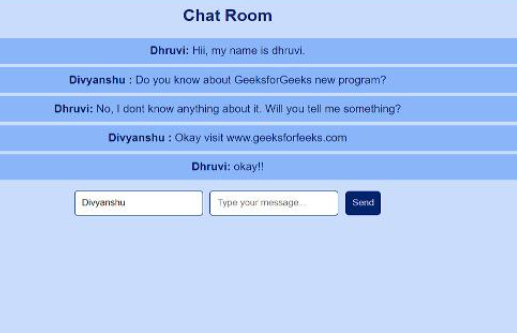 Chat Room
Dhruvi: Hii, my name is dhruvi.
Divyanshu : Do you know about GeeksforGeeks new program?
Dhruvi: No, I dont know anything about it. Will you tell me something?
Divyanshu : Okay visit www.geeksforfeeks.com
Dhruvi: okay!!
Divyanshu Type your message... Send